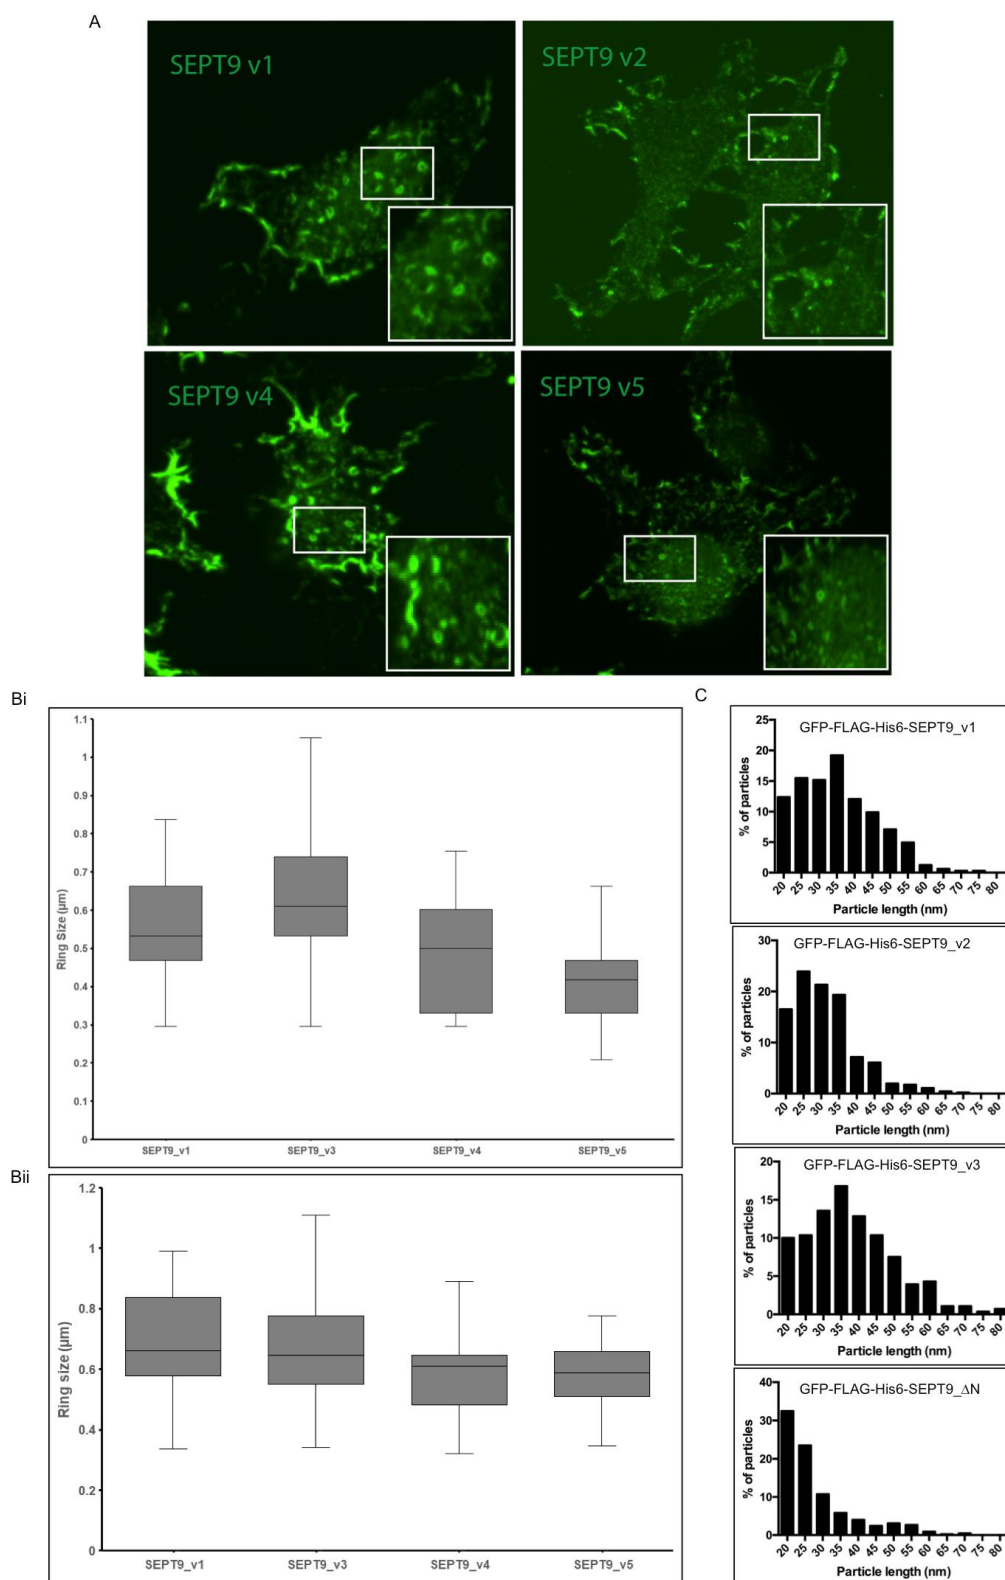 A
SEPT9 v1
SEPT9 v2
SEPT9 v4
SEPT9 v5
Bi
1.1
1
0.9
0.8
0.7
0.6
0.5
0.4
0.3
0.2
0.1
0
Ring Size (µm)
SEPT9_v1 SEPT9_v3 SEPT9_v4 SEPT9_v5
Bii
1.2
1
0.8
0.6
0.4
0.2
0
Ring size (µm)
SEPT9_v1 SEPT9_v3 SEPT9_v4 SEPT9_v5
C
GFP-FLAG-His6-SEPT9_v1
25
20
15
10
5
0
% of particles
20 25 30 35 40 45 50 55 60 65 70 75 80
Particle length (nm)
GFP-FLAG-His6-SEPT9_v2
30
20
10
0
% of particles
20 25 30 35 40 45 50 55 60 65 70 75 80
Particle length (nm)
GFP-FLAG-His6-SEPT9_v3
20
15
10
5
0
% of particles
20 25 30 35 40 45 50 55 60 65 70 75 80
Particle length (nm)
GFP-FLAG-His6-SEPT9_ΔN
40
30
20
10
0
% of particles
20 25 30 35 40 45 50 55 60 65 70 75 80
Particle length (nm)